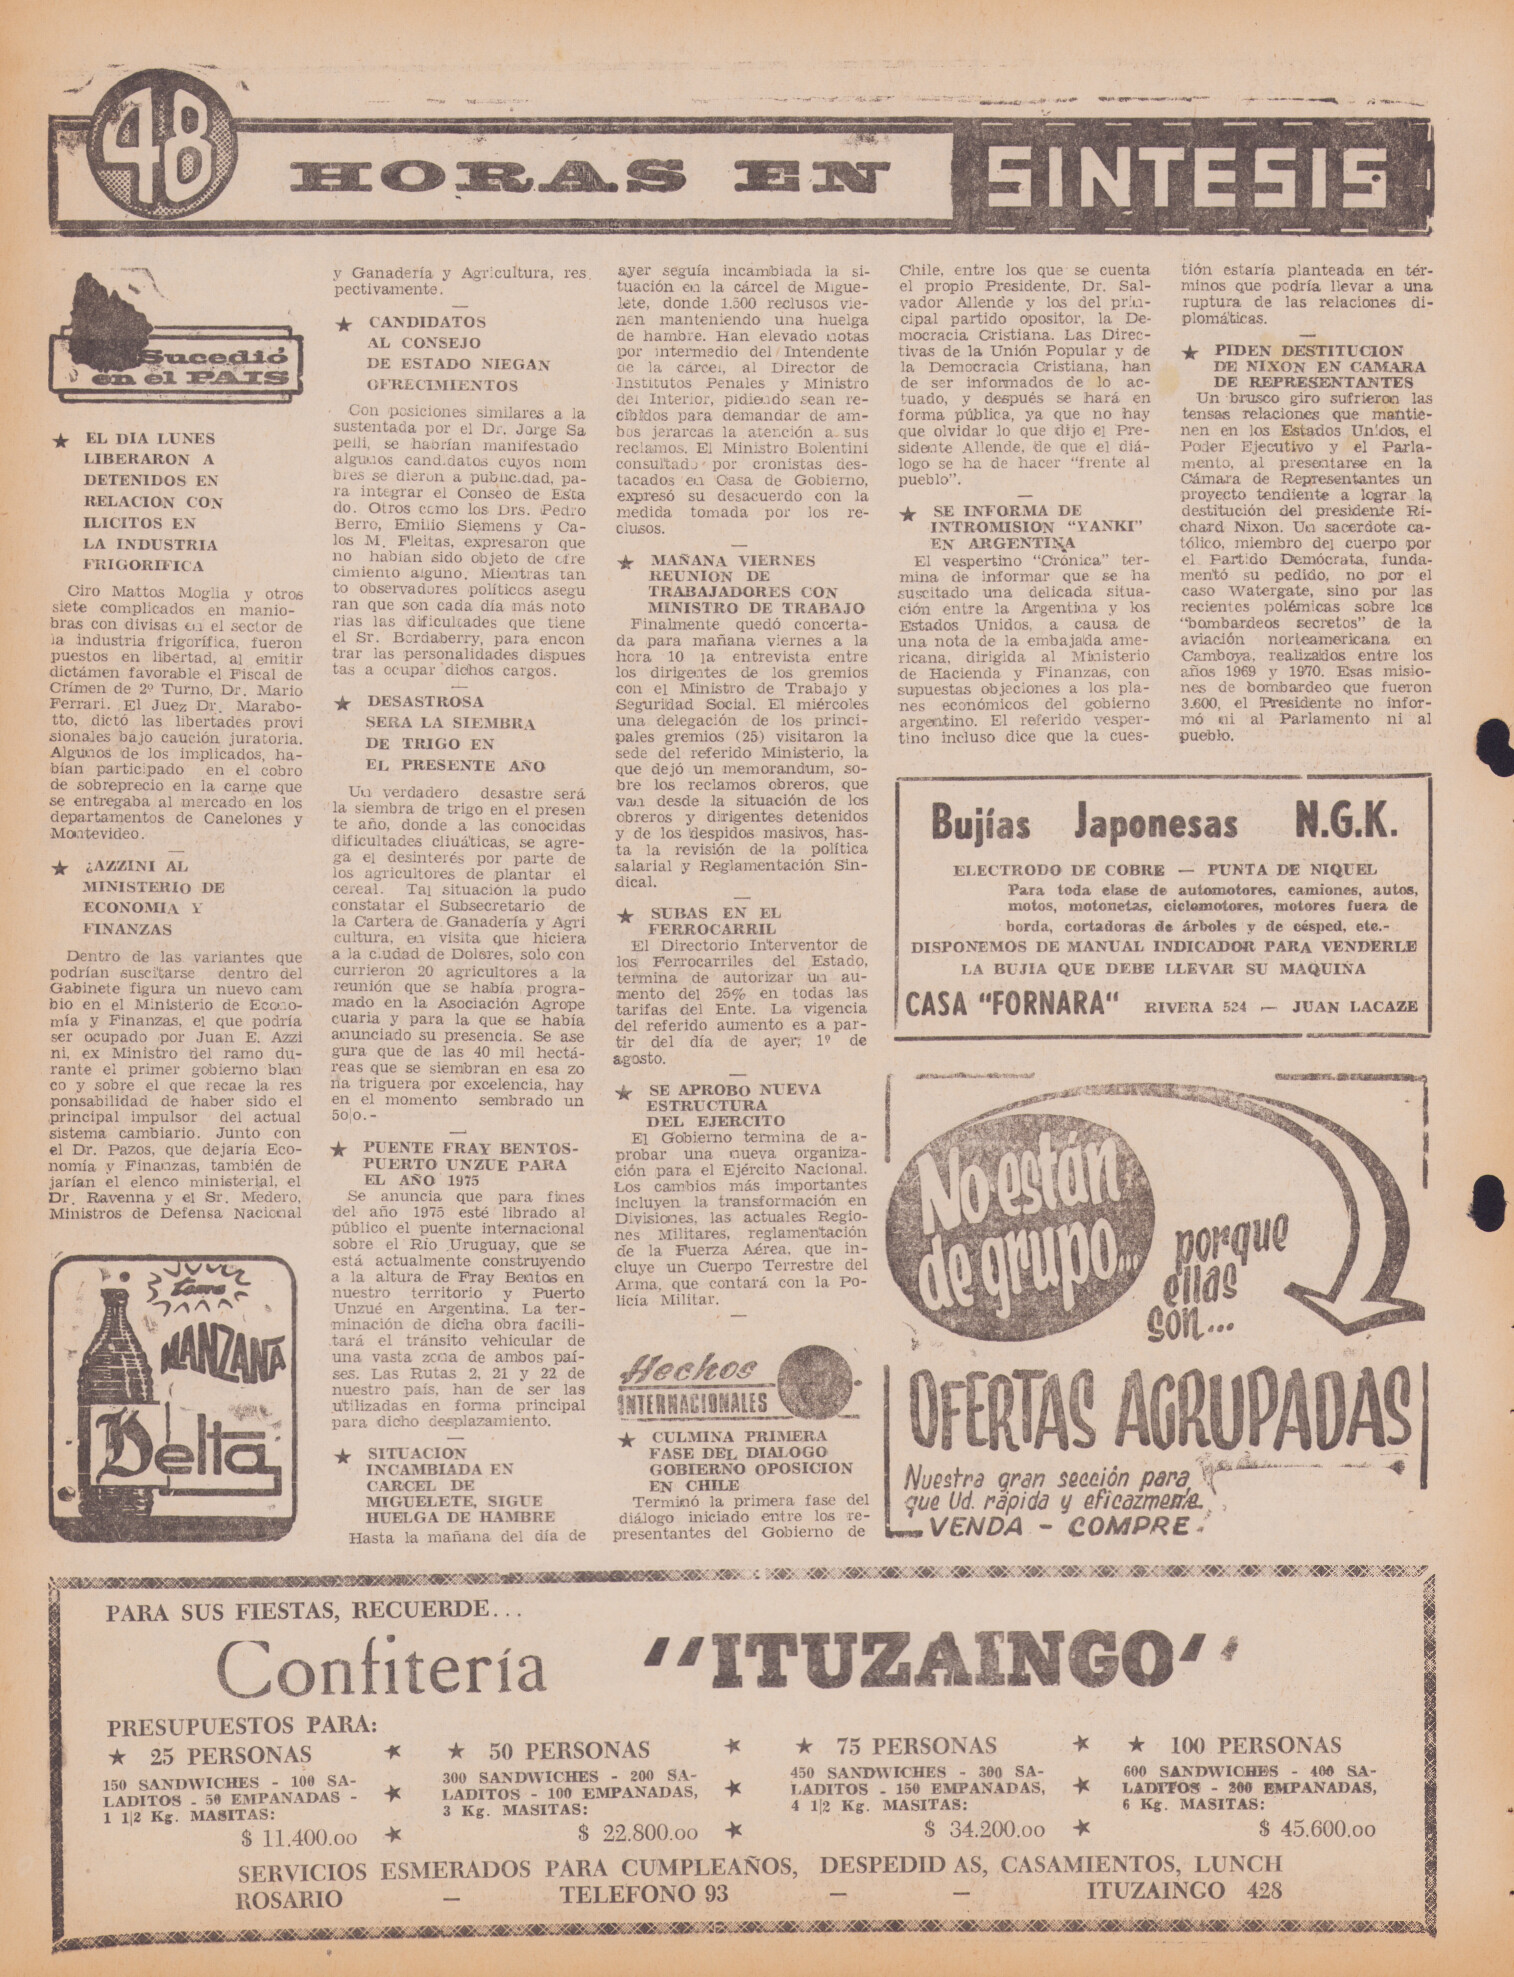 48 HORAS EN SINTESIS
Sucedió
en el PAIS
★ EL DIA LUNES
LIBERARON A
DETENIDOS EN
RELACION CON
ILICITOS EN
LA INDUSTRIA
FRIGORIFICA
Ciro Mattos Moglia y otros
siete complicados en manio-
bras con divisas en el sector de
la industria frigorífica, fueron
puestos en libertad, al emitir
dictámen favorable el Fiscal de
Crímen de 2º Turno, Dr. Mario
Ferrari. El Juez Dr. Marabo-
tto, dictó las libertades provi
sionales bajo caución juratoria.
Algunos de los implicados, ha-
bían participado en el cobro
de sobreprecio en la carne que
se entregaba al mercado en los
departamentos de Canelones y
Montevideo.
—
★ ¿AZZINI AL
MINISTERIO DE
ECONOMIA Y
FINANZAS
Dentro de las variantes que
podrían suscitarse dentro del
Gabinete figura un nuevo cam
bio en el Ministerio de Econo-
mía y Finanzas, el que podría
ser ocupado por Juan E. Azzi
ni, ex Ministro del ramo du-
rante el primer gobierno blan
co y sobre el que recae la res
ponsabilidad de haber sido el
principal impulsor del actual
sistema cambiario. Junto con
el Dr. Pazos, que dejaría Eco-
nomía y Finanzas, también de
jarían el elenco ministerial, el
Dr. Ravenna y el Sr. Medero,
Ministros de Defensa Nacional
tome
MANZANA
Delta
y Ganadería y Agricultura, res
pectivamente.
—
★ CANDIDATOS
AL CONSEJO
DE ESTADO NIEGAN
OFRECIMIENTOS
Con posiciones similares a la
sustentada por el Dr. Jorge Sa
pelli, se habrían manifestado
algunos candidatos cuyos nom
bres se dieron a publicidad, pa-
ra integrar el Conseo de Esta
do. Otros como los Drs. Pedro
Berro, Emilio Siemens y Ca-
los M. Fleitas, expresaron que
no habían sido objeto de ofre
cimiento alguno. Mientras tan
to observadores políticos asegu
ran que son cada día más noto
rias las dificultades que tiene
el Sr. Bordaberry, para encon
trar las personalidades dispues
tas a ocupar dichos cargos.
—
★ DESASTROSA
SERA LA SIEMBRA
DE TRIGO EN
EL PRESENTE AÑO
Un verdadero desastre será
la siembra de trigo en el presen
te año, donde a las conocidas
dificultades cliuáticas, se agre-
ga el desinterés por parte de
los agricultores de plantar el
cereal. Tal situación la pudo
constatar el Subsecretario de
la Cartera de Ganadería y Agri
cultura, en visita que hiciera
a la ciudad de Dolores, solo con
currieron 20 agricultores a la
reunión que se había progra-
mado en la Asociación Agrope
cuaria y para la que se había
anunciado su presencia. Se ase
gura que de las 40 mil hectá-
reas que se siembran en esa zo
na triguera por excelencia, hay
en el momento sembrado un
5o|o.-
—
★ PUENTE FRAY BENTOS-
PUERTO UNZUE PARA
EL AÑO 1975
Se anuncia que para fines
del año 1975 esté librado al
público el puente internacional
sobre el Río Uruguay, que se
está actualmente construyendo
a la altura de Fray Bentos en
nuestro territorio y Puerto
Unzué en Argentina. La ter-
minación de dicha obra facili-
tará el tránsito vehicular de
una vasta zona de ambos paí-
ses. Las Rutas 2, 21 y 22 de
nuestro país, han de ser las
utilizadas en forma principal
para dicho desplazamiento.
—
★ SITUACION
INCAMBIADA EN
CARCEL DE
MIGUELETE, SIGUE
HUELGA DE HAMBRE
Hasta la mañana del día de
ayer seguía incambiada la si-
tuación en la cárcel de Migue-
lete, donde 1.500 reclusos vie-
nen manteniendo una huelga
de hambre. Han elevado notas
por intermedio del Intendente
de la cárcel, al Director de
Institutos Penales y Ministro
del Interior, pidiendo sean re-
cibidos para demandar de am-
bos jerarcas la atención a sus
reclamos. El Ministro Bolentini
consultado por cronistas des-
tacados en Casa de Gobierno,
expresó su desacuerdo con la
medida tomada por los re-
clusos.
—
★ MAÑANA VIERNES
REUNION DE
TRABAJADORES CON
MINISTRO DE TRABAJO
Finalmente quedó concerta-
da para mañana viernes a la
hora 10 la entrevista entre
los dirigentes de los gremios
con el Ministro de Trabajo y
Seguridad Social. El miércoles
una delegación de los princi-
pales gremios (25) visitaron la
sede del referido Ministerio, la
que dejó un memorandum, so-
bre los reclamos obreros, que
van desde la situación de los
obreros y dirigentes detenidos
y de los despidos masivos, has-
ta la revisión de la política
salarial y Reglamentación Sin-
dical.
—
★ SUBAS EN EL
FERROCARRIL
El Directorio Interventor de
los Ferrocarriles del Estado,
termina de autorizar un au-
mento del 25% en todas las
tarifas del Ente. La vigencia
del referido aumento es a par-
tir del día de ayer, 1º de
agosto.
—
★ SE APROBO NUEVA
ESTRUCTURA
DEL EJERCITO
El Gobierno termina de a-
probar una nueva organiza-
ción para el Ejército Nacional.
Los cambios más importantes
incluyen la transformación en
Divisiones, las actuales Regio-
nes Militares, reglamentación
de la Fuerza Aérea, que in-
cluye un Cuerpo Terrestre del
Arma, que contará con la Po-
licía Militar.
—
Hechos
INTERNACIONALES
★ CULMINA PRIMERA
FASE DEL DIALOGO
GOBIERNO OPOSICION
EN CHILE
Terminó la primera fase del
diálogo iniciado entre los re-
presentantes del Gobierno de
Chile, entre los que se cuenta
el propio Presidente, Dr. Sal-
vador Allende y los del prin-
cipal partido opositor, la De-
mocracia Cristiana. Las Direc-
tivas de la Unión Popular y de
la Democracia Cristiana, han
de ser informados de lo ac-
tuado, y después se hará en
forma pública, ya que no hay
que olvidar lo que dijo el Pre-
sidente Allende, de que el diá-
logo se ha de hacer "frente al
pueblo".
—
★ SE INFORMA DE
INTROMISION "YANKI"
EN ARGENTINA
El vespertino "Crónica" ter-
mina de informar que se ha
suscitado una delicada situa-
ción entre la Argentina y los
Estados Unidos, a causa de
una nota de la embajada ame-
ricana, dirigida al Ministerio
de Hacienda y Finanzas, con
supuestas objeciones a los pla-
nes económicos del gobierno
argentino. El referido vesper-
tino incluso dice que la cues-
tión estaría planteada en tér-
minos que podría llevar a una
ruptura de las relaciones di-
plomáticas.
—
★ PIDEN DESTITUCION
DE NIXON EN CAMARA
DE REPRESENTANTES
Un brusco giro sufrieron las
tensas relaciones que mantie-
nen en los Estados Unidos, el
Poder Ejecutivo y el Parla-
mento, al presentarse en la
Cámara de Representantes un
proyecto tendiente a lograr la
destitución del presidente Ri-
chard Nixon. Un sacerdote ca-
tólico, miembro del cuerpo por
el Partido Demócrata, funda-
mentó su pedido, no por el
caso Watergate, sino por las
recientes polémicas sobre los
"bombardeos secretos" de la
aviación norteamericana en
Camboya, realizados entre los
años 1969 y 1970. Esas misio-
nes de bombardeo que fueron
3.600, el Presidente no infor-
mó ni al Parlamento ni al
pueblo.
Bujías Japonesas N.G.K.
ELECTRODO DE COBRE — PUNTA DE NIQUEL
Para toda clase de automotores, camiones, autos,
motos, motonetas, ciclomotores, motores fuera de
borda, cortadoras de árboles y de césped, etc.-
DISPONEMOS DE MANUAL INDICADOR PARA VENDERLE
LA BUJIA QUE DEBE LLEVAR SU MAQUINA
CASA "FORNARA" RIVERA 524 — JUAN LACAZE
No están
de grupo...
porque
ellas
son...
OFERTAS AGRUPADAS
Nuestra gran sección para
que Ud. rápida y eficazmente
VENDA - COMPRE.
PARA SUS FIESTAS, RECUERDE...
Confitería "ITUZAINGO"
PRESUPUESTOS PARA:
★ 25 PERSONAS ★ ★ 50 PERSONAS ★ ★ 75 PERSONAS ★ ★ 100 PERSONAS
150 SANDWICHES - 100 SA-
LADITOS - 50 EMPANADAS -
1 1|2 Kg. MASITAS:
$ 11.400.oo
300 SANDWICHES - 200 SA-
LADITOS - 100 EMPANADAS,
3 Kg. MASITAS:
$ 22.800.oo
450 SANDWICHES - 300 SA-
LADITOS - 150 EMPANADAS,
4 1|2 Kg. MASITAS:
$ 34.200.oo
600 SANDWICHES - 400 SA-
LADITOS - 200 EMPANADAS,
6 Kg. MASITAS:
$ 45.600.oo
SERVICIOS ESMERADOS PARA CUMPLEAÑOS, DESPEDID AS, CASAMIENTOS, LUNCH
ROSARIO — TELEFONO 93 — — ITUZAINGO 428